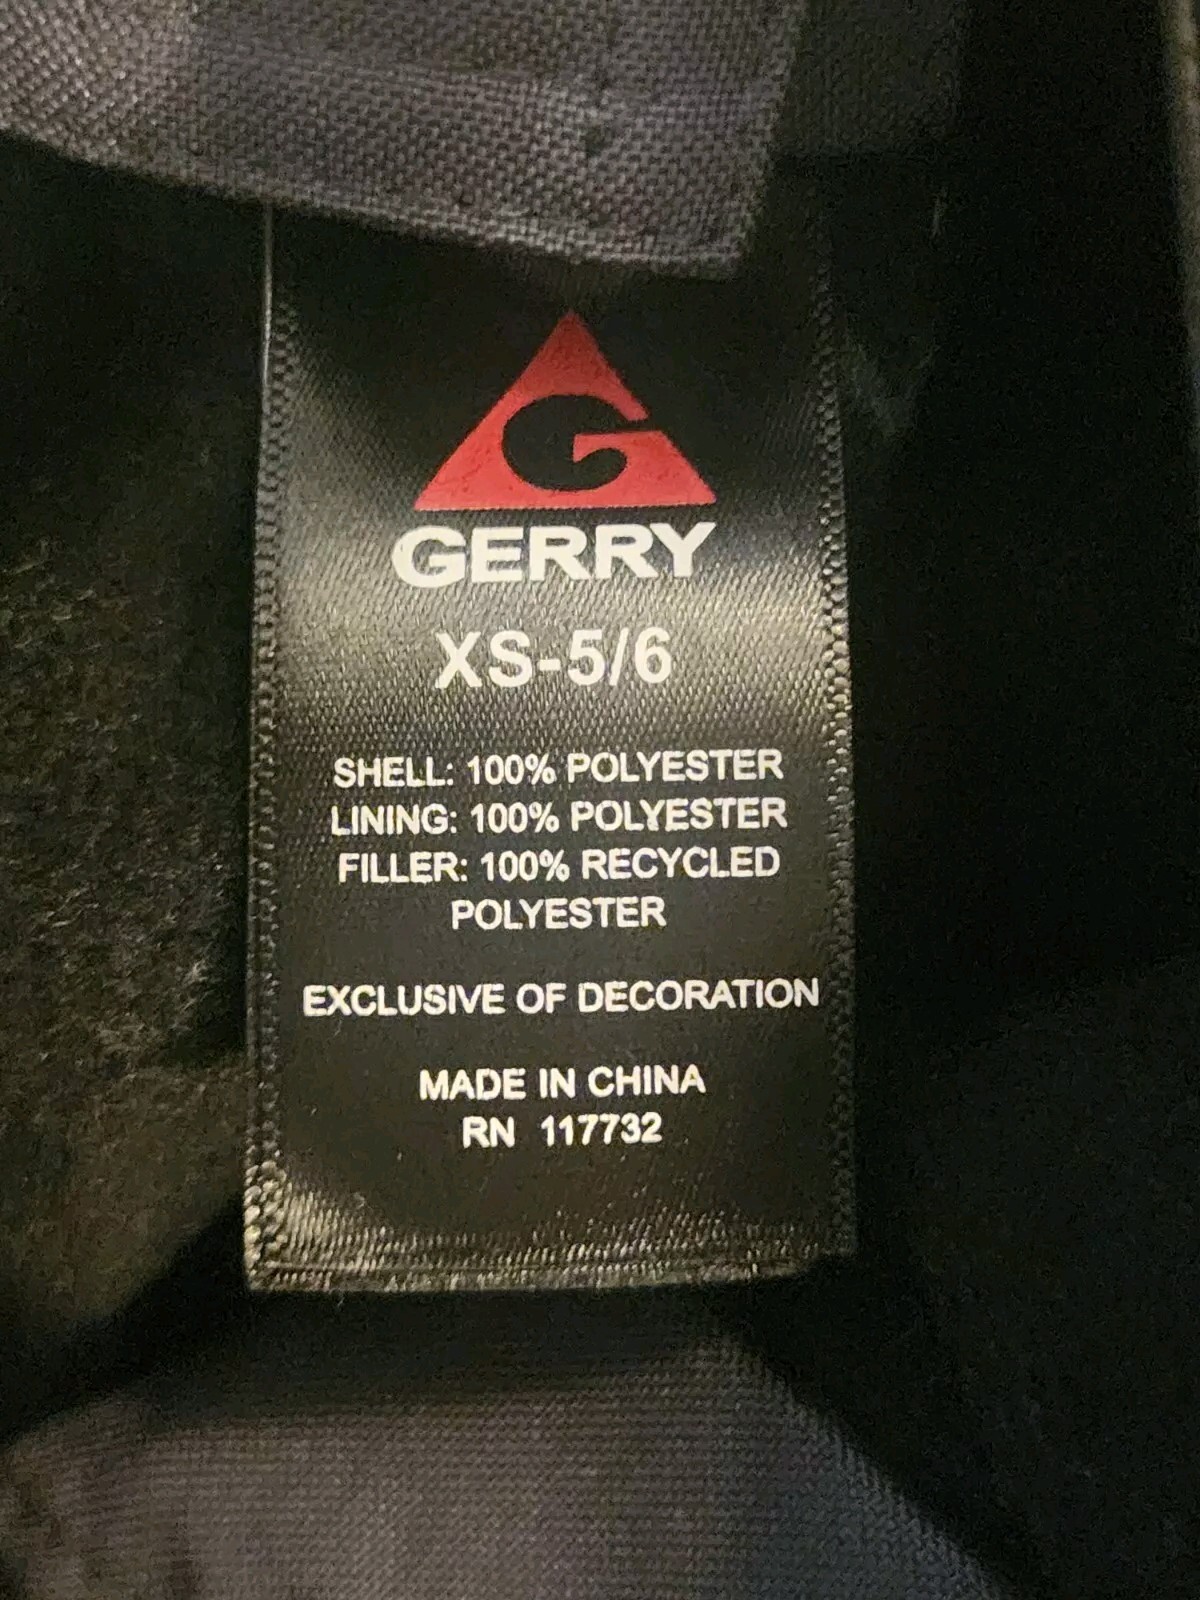 G
GERRY
XS-5/6
SHELL: 100% POLYESTER
LINING: 100% POLYESTER
FILLER: 100% RECYCLED
POLYESTER
EXCLUSIVE OF DECORATION
MADE IN CHINA
RN 117732